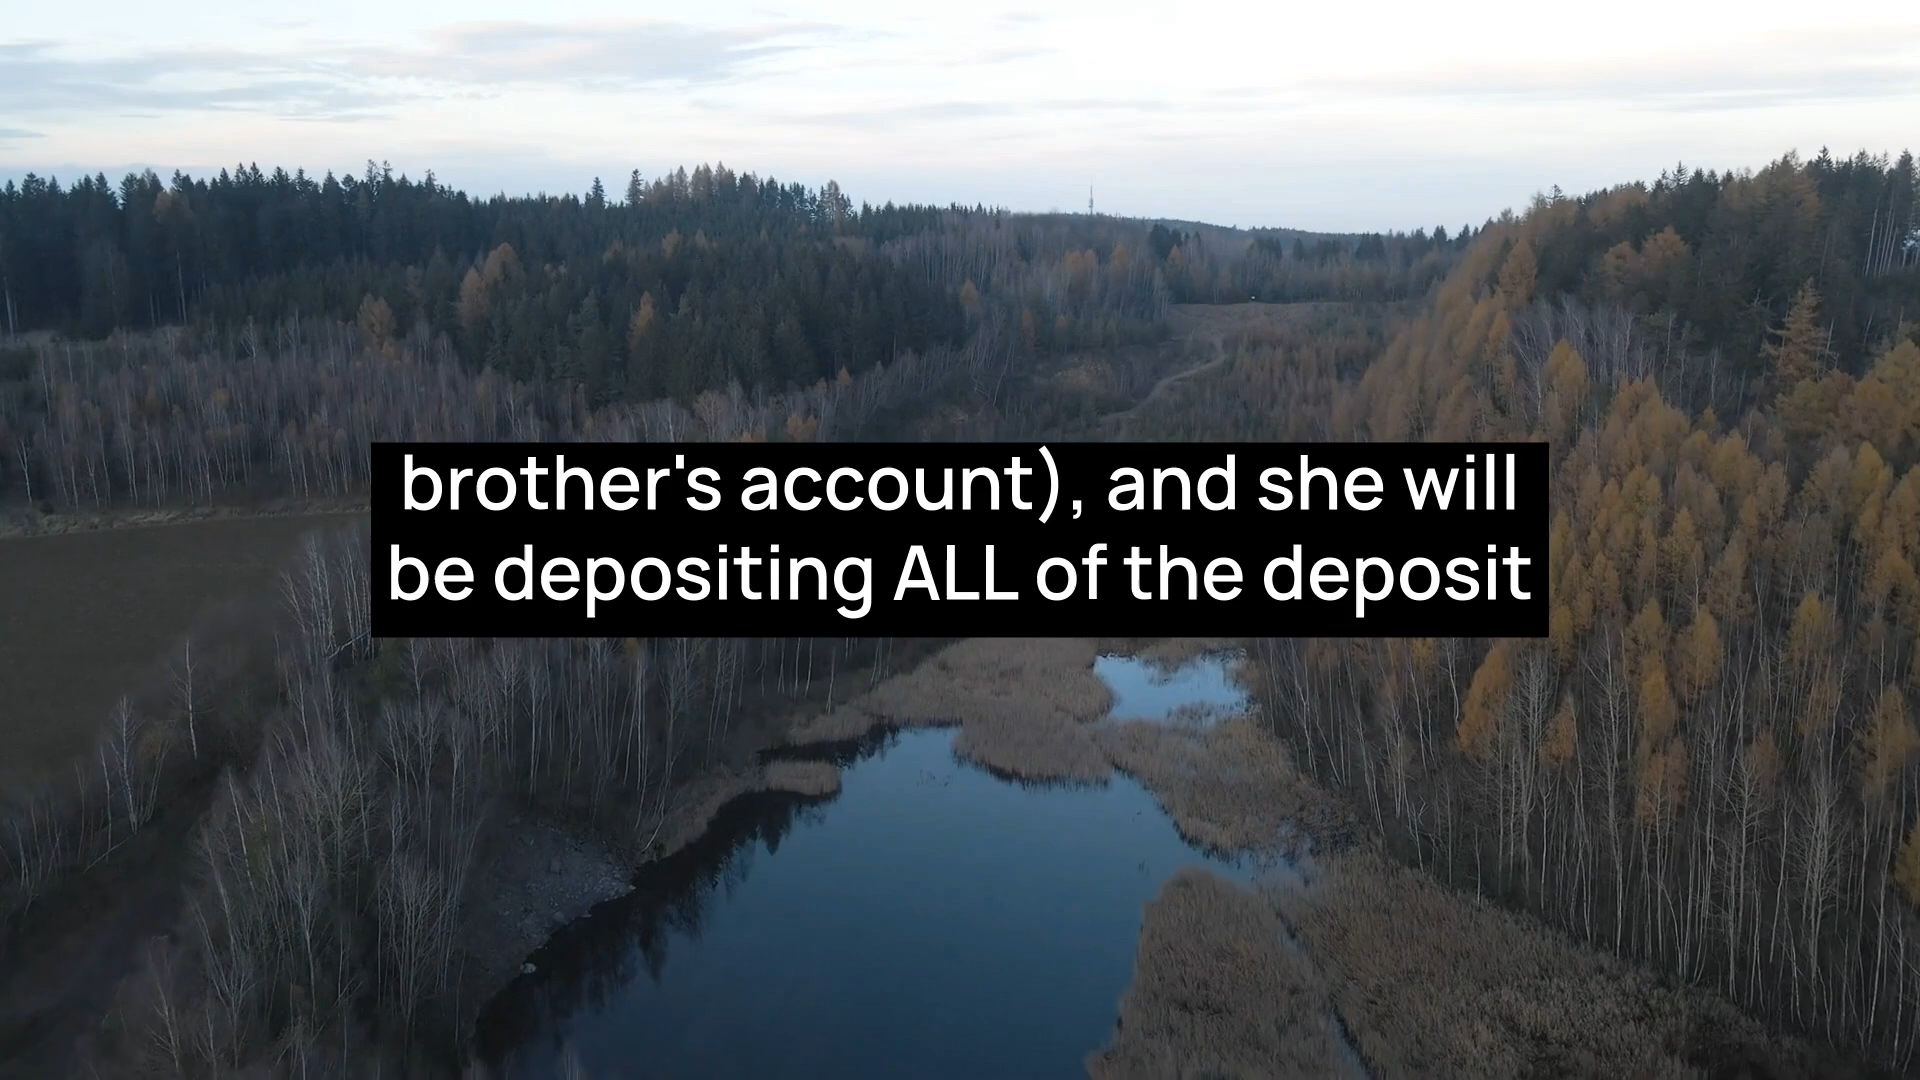 brother's account), and she will
be depositing ALL of the deposit